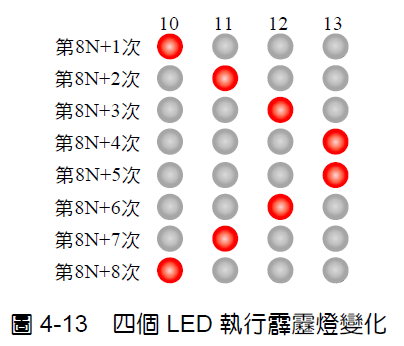 10 11 12 13
第8N+1次
第8N+2次
第8N+3次
第8N+4次
第8N+5次
第8N+6次
第8N+7次
第8N+8次
圖 4-13 四個 LED 執行霹靂燈變化